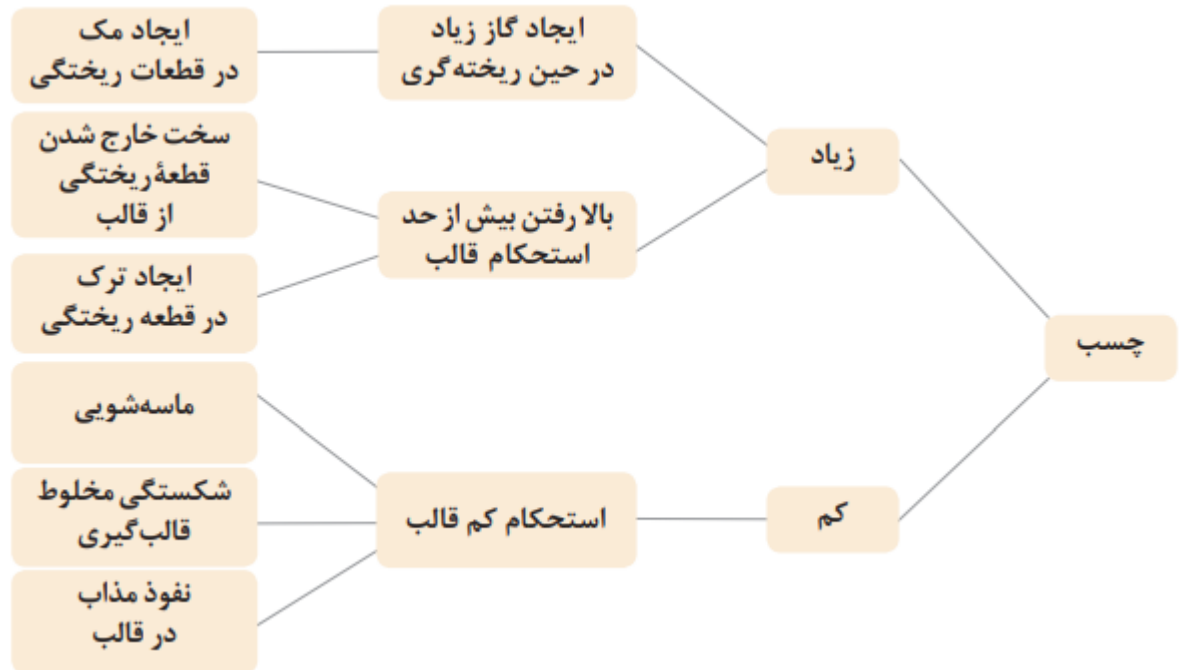 چسب
زیاد
ایجاد گاز زیاد
در حین ریخته‌گری
ایجاد مک
در قطعات ریختگی
بالا رفتن بیش از حد
استحکام قالب
سخت خارج شدن
قطعهٔ ریختگی
از قالب
ایجاد ترک
در قطعه ریختگی
کم
استحکام کم قالب
ماسه‌شویی
شکستگی مخلوط
قالب‌گیری
نفوذ مذاب
در قالب